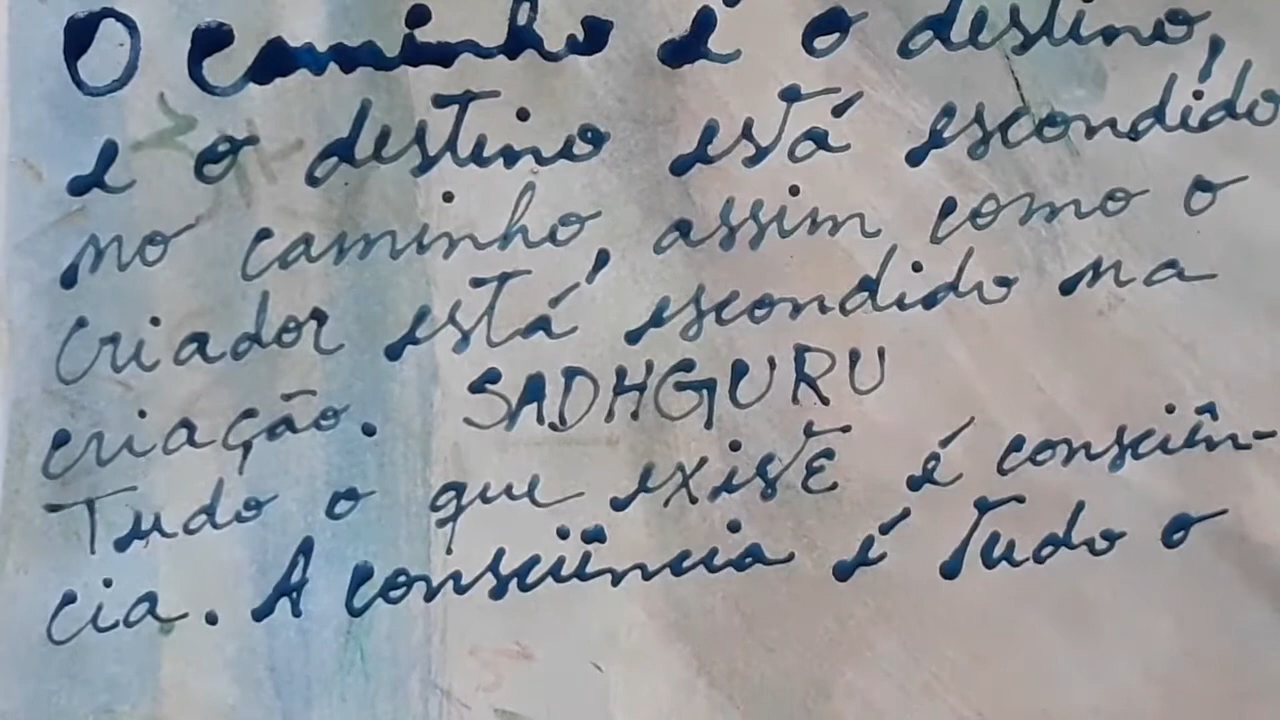 O caminho é o destino,
e o destino está escondido
no caminho, assim como o
criador está escondido na
criação. SADHGURU
Tudo o que existe é consciên-
cia. A consciência é tudo o